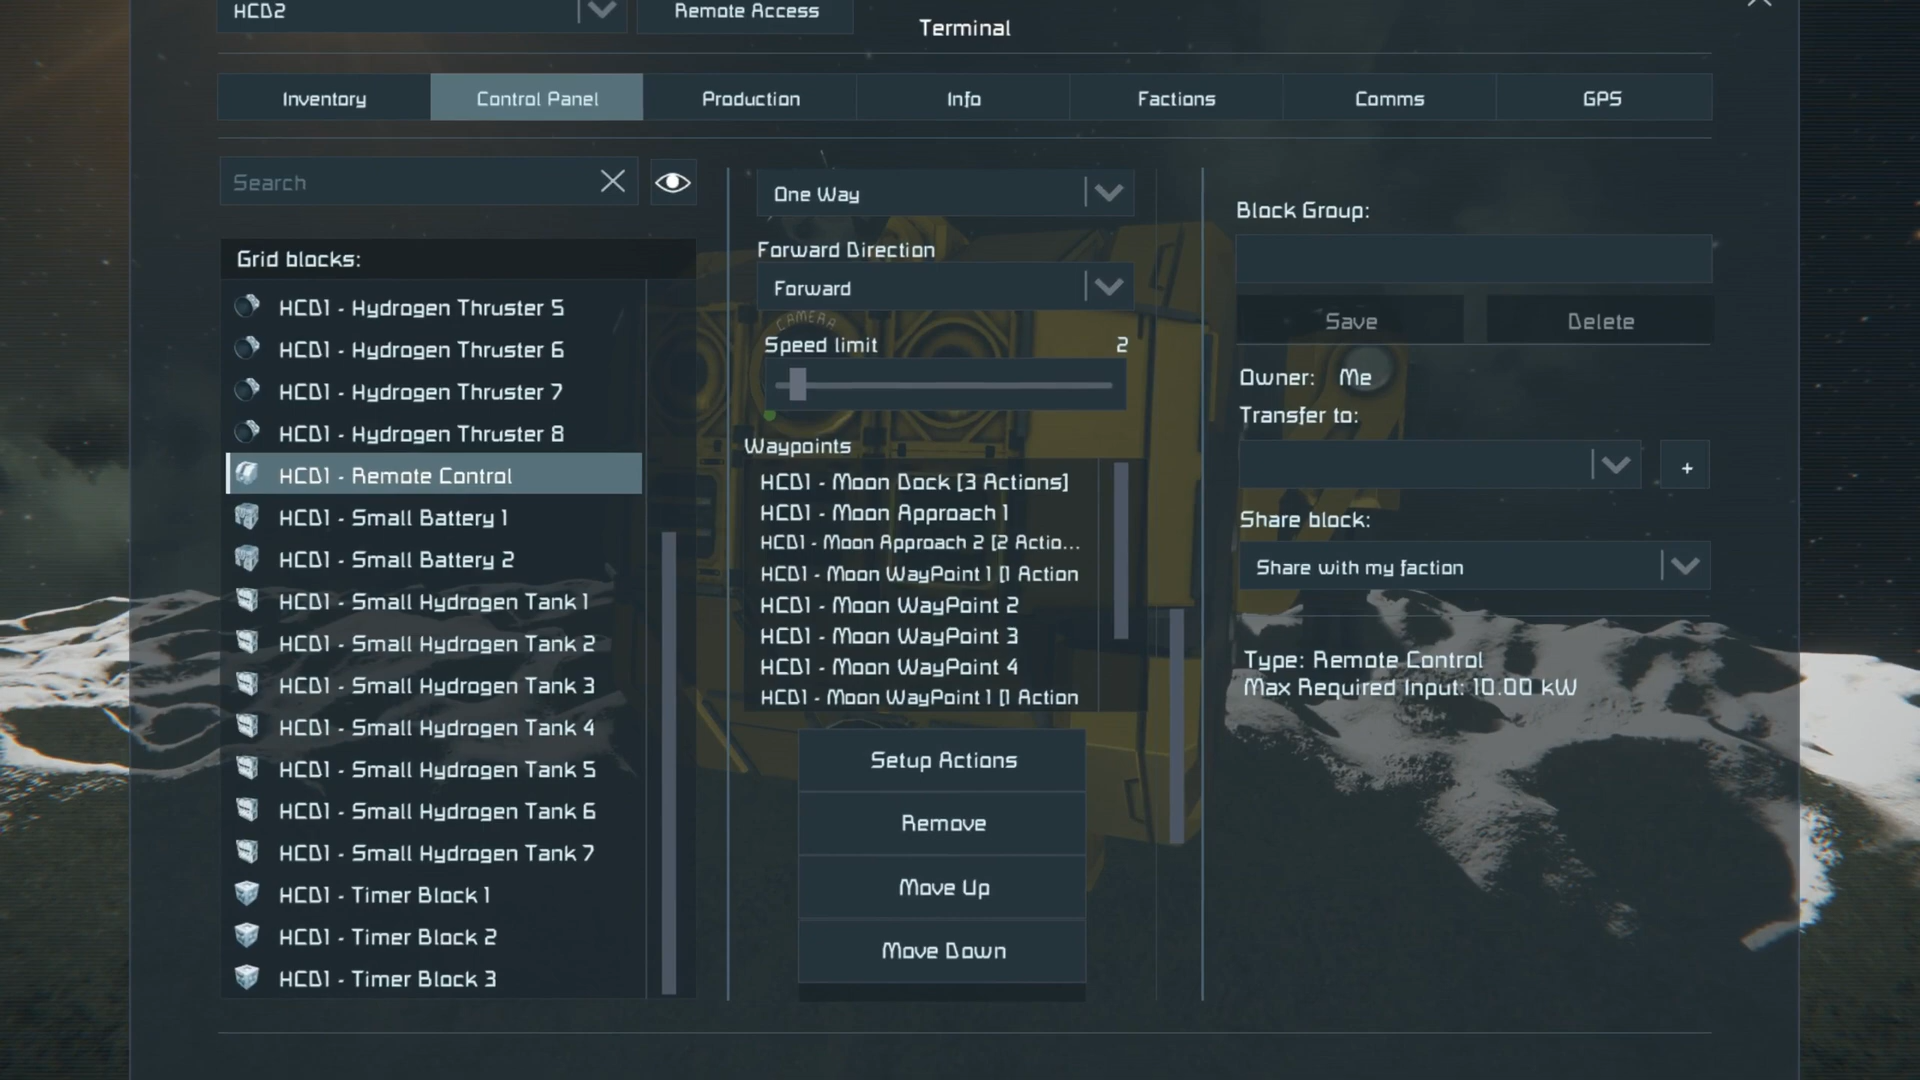 HCD2
Remote Access
Terminal
Inventory
Control Panel
Production
Info
Factions
Comms
GPS
Search
Grid blocks:
HCD1 - Hydrogen Thruster 5
HCD1 - Hydrogen Thruster 6
HCD1 - Hydrogen Thruster 7
HCD1 - Hydrogen Thruster 8
HCD1 - Remote Control
HCD1 - Small Battery 1
HCD1 - Small Battery 2
HCD1 - Small Hydrogen Tank 1
HCD1 - Small Hydrogen Tank 2
HCD1 - Small Hydrogen Tank 3
HCD1 - Small Hydrogen Tank 4
HCD1 - Small Hydrogen Tank 5
HCD1 - Small Hydrogen Tank 6
HCD1 - Small Hydrogen Tank 7
HCD1 - Timer Block 1
HCD1 - Timer Block 2
HCD1 - Timer Block 3
One Way
Forward Direction
Forward
CAMERA
Speed limit 2
Waypoints
HCD1 - Moon Dock [3 Actions]
HCD1 - Moon Approach 1
HCD1 - Moon Approach 2 [2 Actio...
HCD1 - Moon WayPoint 1 [1 Action
HCD1 - Moon WayPoint 2
HCD1 - Moon WayPoint 3
HCD1 - Moon WayPoint 4
HCD1 - Moon WayPoint 1 [1 Action
Setup Actions
Remove
Move Up
Move Down
Block Group:
Save
Delete
Owner: Me
Transfer to:
+
Share block:
Share with my faction
Type: Remote Control
Max Required Input: 10.00 kW